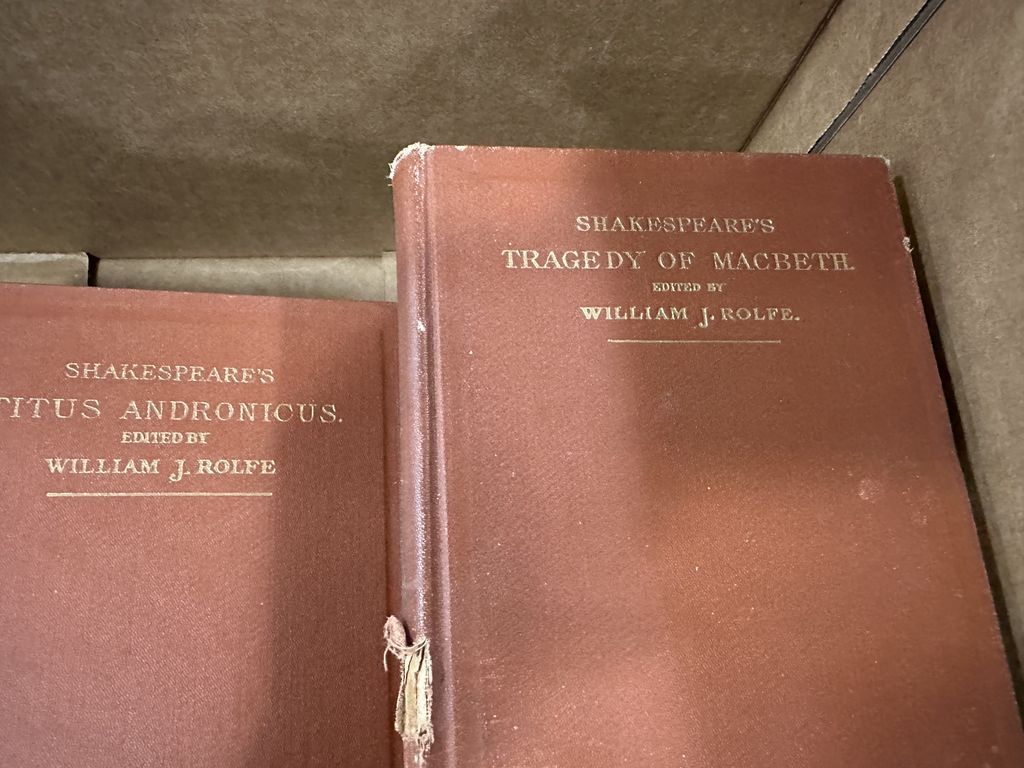 SHAKESPEARE'S
TITUS ANDRONICUS.
EDITED BY
WILLIAM J. ROLFE
SHAKESPEARE'S
TRAGEDY OF MACBETH.
EDITED BY
WILLIAM J. ROLFE.